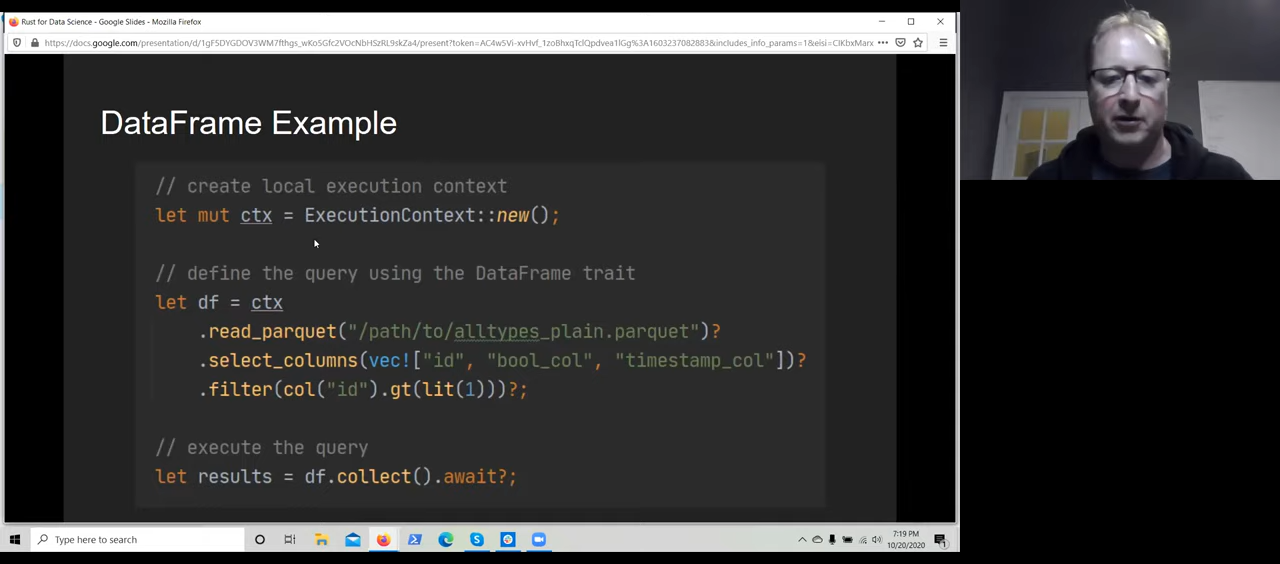 Rust for Data Science - Google Slides - Mozilla Firefox
DataFrame Example
// create local execution context
let mut ctx = ExecutionContext::new();
// define the query using the DataFrame trait
let df = ctx
.read_parquet("/path/to/alltypes_plain.parquet")?
.select_columns(vec!["id", "bool_col", "timestamp_col"])?
.filter(col("id").gt(lit(1)))?;
// execute the query
let results = df.collect().await?;
Type here to search
7:19 PM
10/20/2020